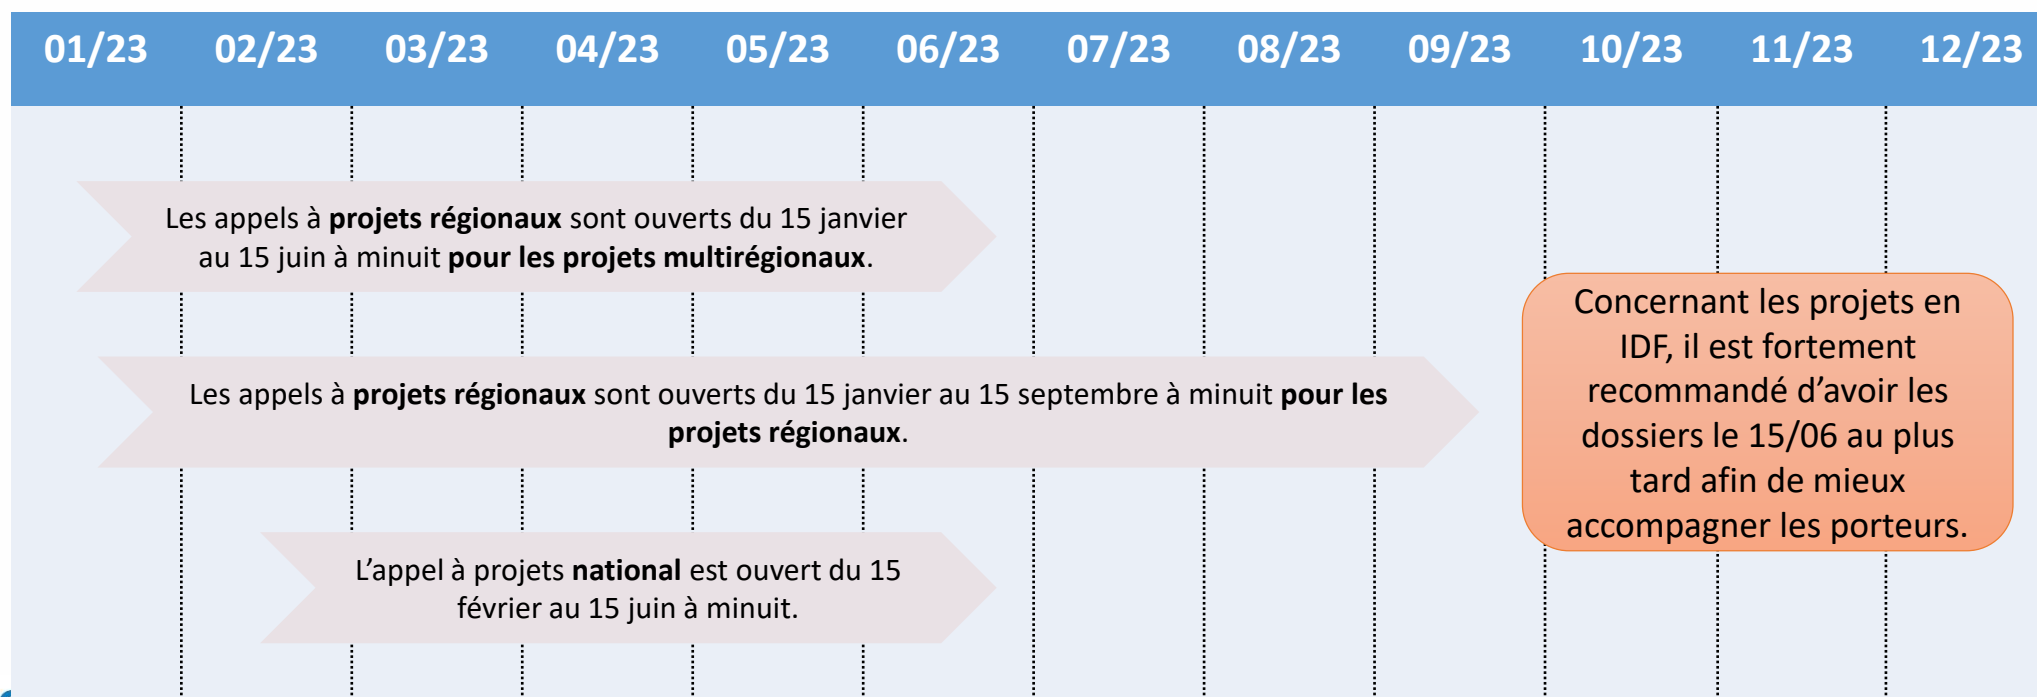 01/23 02/23 03/23 04/23 05/23 06/23 07/23 08/23 09/23 10/23 11/23 12/23
Les appels à projets régionaux sont ouverts du 15 janvier
au 15 juin à minuit pour les projets multirégionaux.
Les appels à projets régionaux sont ouverts du 15 janvier au 15 septembre à minuit pour les
projets régionaux.
L’appel à projets national est ouvert du 15
février au 15 juin à minuit.
Concernant les projets en
IDF, il est fortement
recommandé d’avoir les
dossiers le 15/06 au plus
tard afin de mieux
accompagner les porteurs.